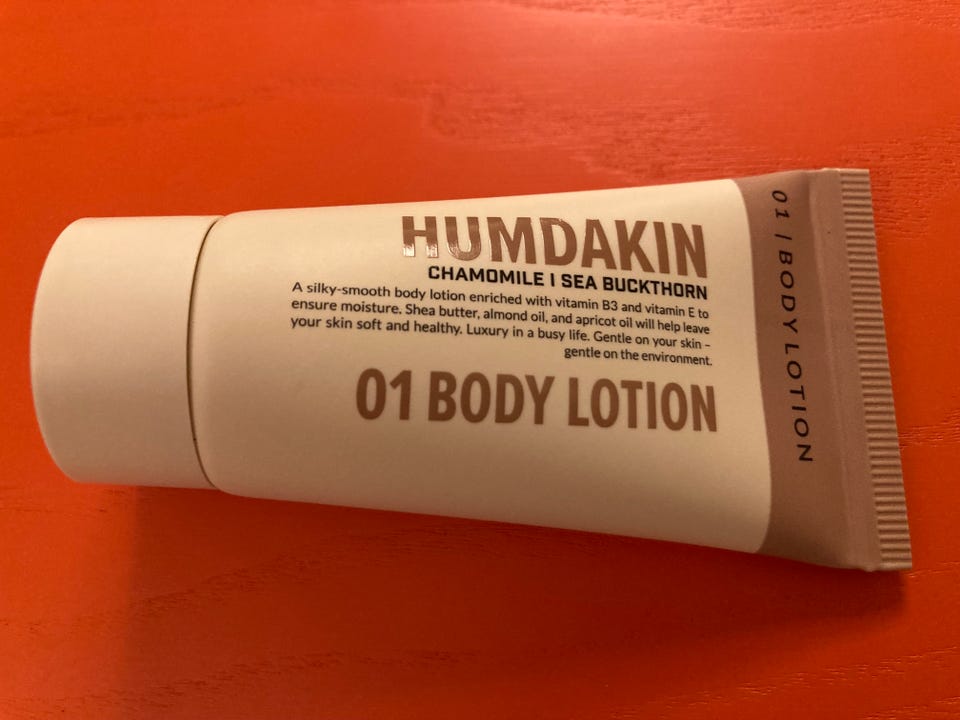 HUMDAKIN
CHAMOMILE | SEA BUCKTHORN
A silky-smooth body lotion enriched with vitamin B3 and vitamin E to
ensure moisture. Shea butter, almond oil, and apricot oil will help leave
your skin soft and healthy. Luxury in a busy life. Gentle on your skin –
gentle on the environment.
01 BODY LOTION
01 | BODY LOTION